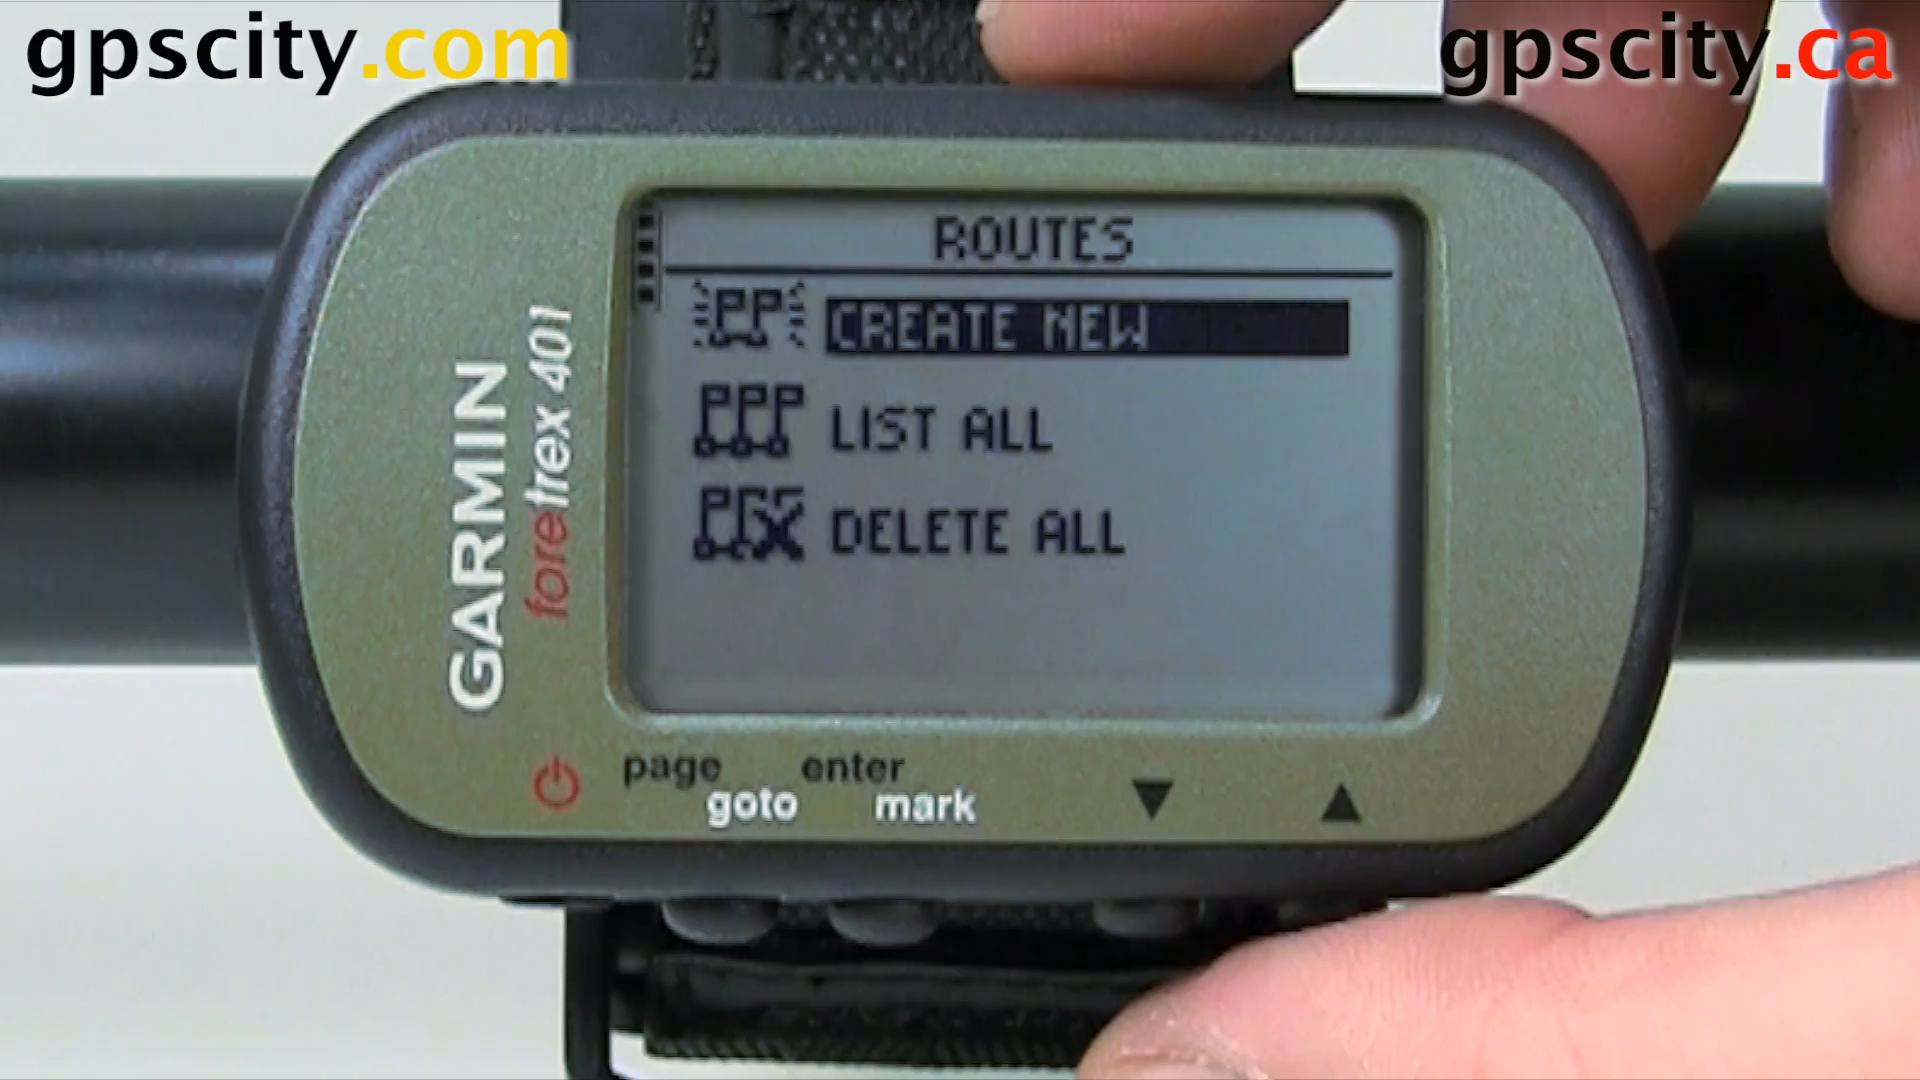 gpscity.com
gpscity.ca
ROUTES
CREATE NEW
LIST ALL
DELETE ALL
GARMIN
foretrex 401
page
goto
enter
mark